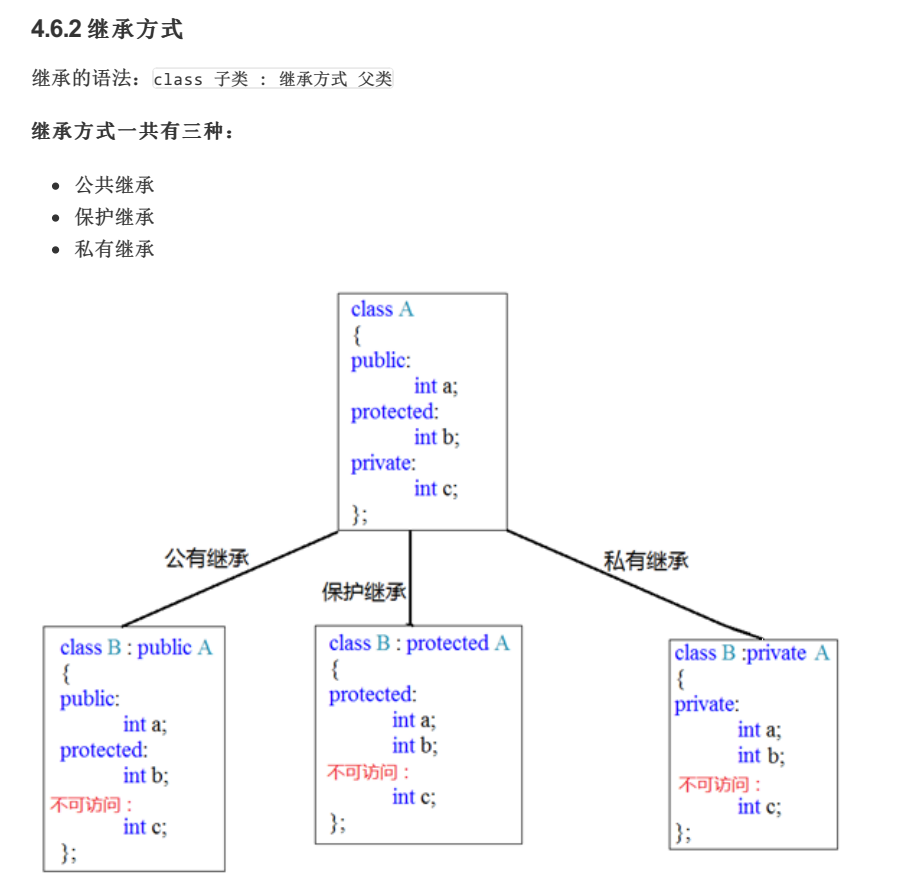 4.6.2 继承方式
继承的语法：class 子类 : 继承方式 父类
继承方式一共有三种：
• 公共继承
• 保护继承
• 私有继承
class A
{
public:
int a;
protected:
int b;
private:
int c;
};
公有继承
保护继承
私有继承
class B : public A
{
public:
int a;
protected:
int b;
不可访问：
int c;
};
class B : protected A
{
protected:
int a;
int b;
不可访问：
int c;
};
class B :private A
{
private:
int a;
int b;
不可访问：
int c;
};